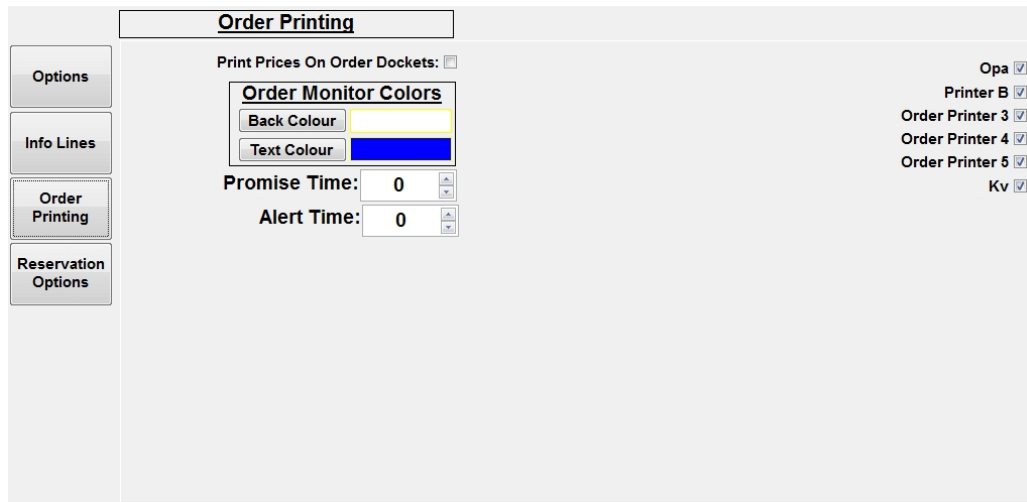 Order Printing
Options
Info Lines
Order
Printing
Reservation
Options
Print Prices On Order Dockets:
Order Monitor Colors
Back Colour
Text Colour
Promise Time: 0
Alert Time: 0
Opa
Printer B
Order Printer 3
Order Printer 4
Order Printer 5
Kv